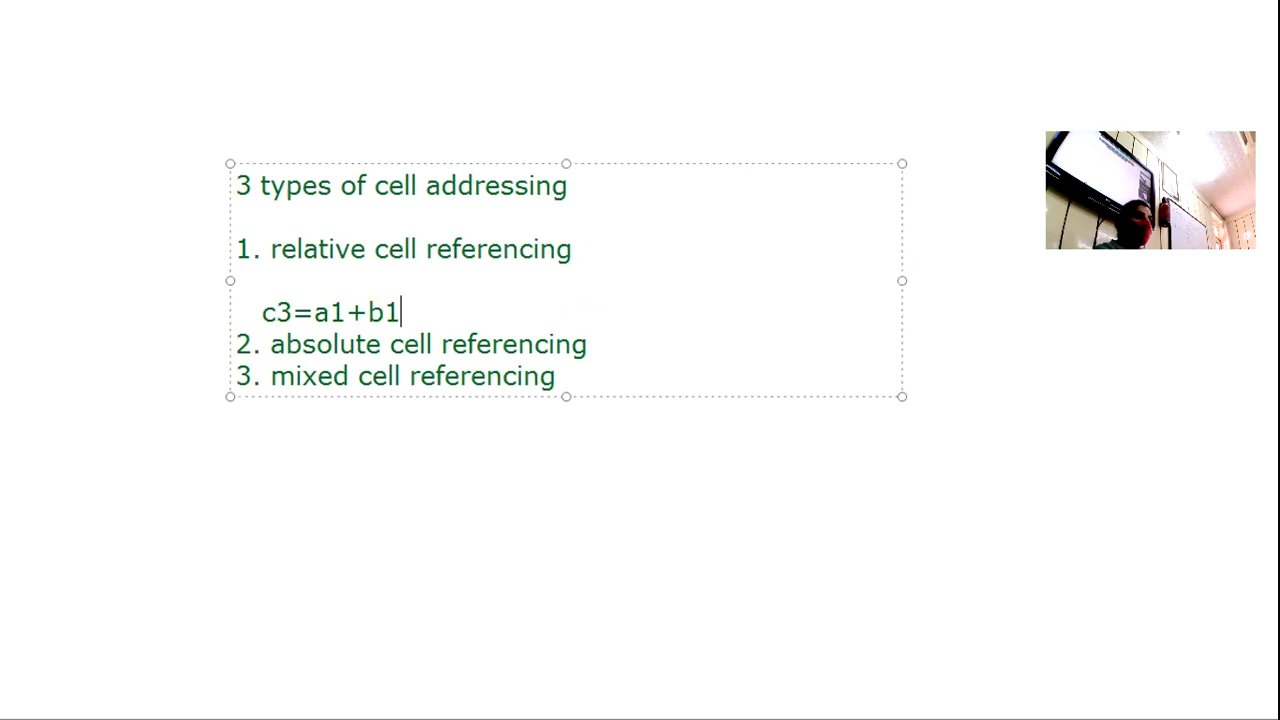 3 types of cell addressing
1. relative cell referencing
c3=a1+b1
2. absolute cell referencing
3. mixed cell referencing